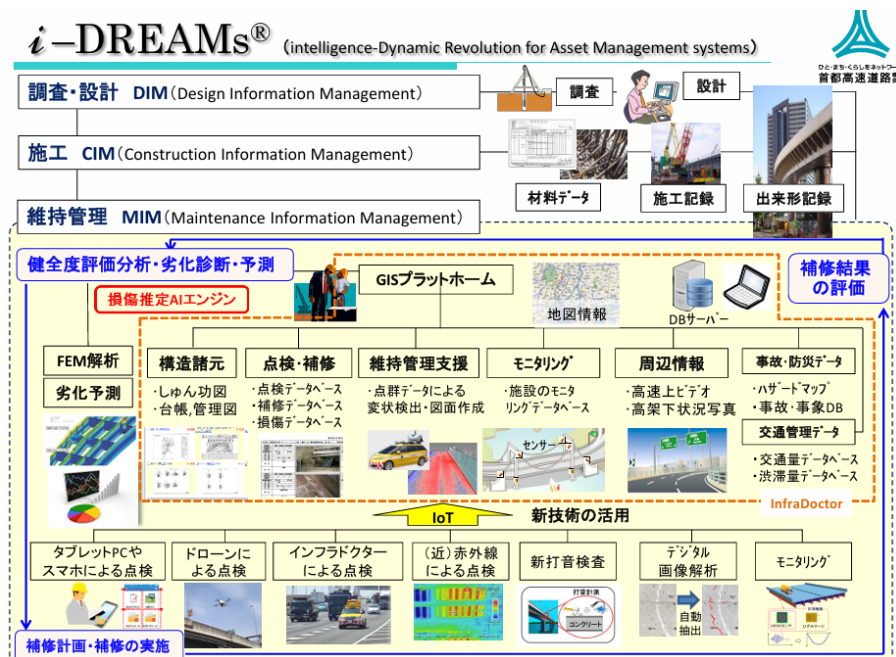 i-DREAMs® (intelligence-Dynamic Revolution for Asset Management systems)
ひと・まち・くらしをネットワー
首都高速道路
調査・設計 DIM(Design Information Management)
調査
設計
施工 CIM(Construction Information Management)
材料データ
施工記録
出来形記録
維持管理 MIM(Maintenance Information Management)
健全度評価分析・劣化診断・予測
損傷推定AIエンジン
GISプラットホーム
地図情報
DBサーバー
補修結果
の評価
FEM解析
劣化予測
構造諸元
・しゅん功図
・台帳,管理図
点検・補修
・点検データベース
・補修データベース
・損傷データベース
維持管理支援
・点群データによる
変状検出・図面作成
モニタリング
・施設のモニタ
リングデータベース
センサー
周辺情報
・高速上ビデオ
・高架下状況写真
事故・防災データ
・ハザードマップ
・事故・事象DB
交通管理データ
・交通量データベース
・渋滞量データベース
InfraDoctor
IoT
新技術の活用
タブレットPCや
スマホによる点検
ドローンに
よる点検
インフラドクター
による点検
(近)赤外線
による点検
新打音検査
打音計測
コンクリート
デジタル
画像解析
自動
抽出
モニタリング
補修計画・補修の実施